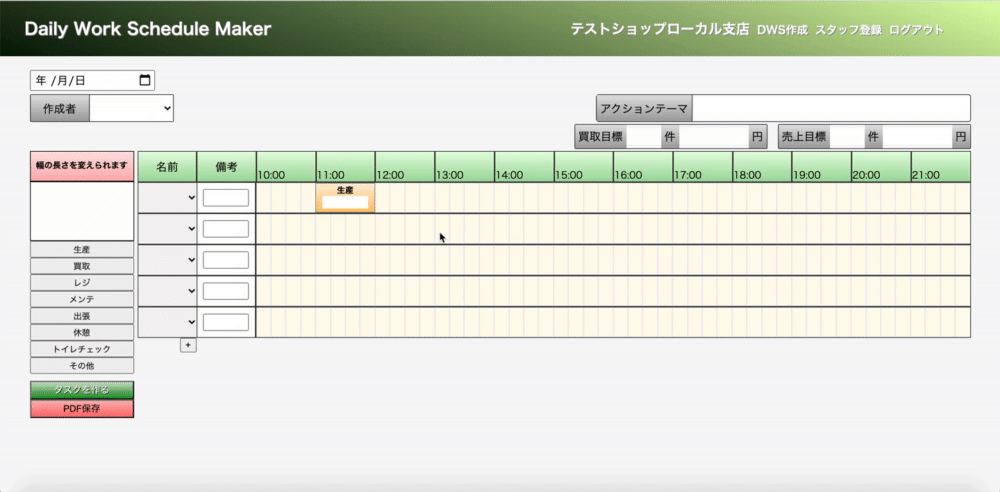 Daily Work Schedule Maker
テストショップローカル支店 DWS作成 スタッフ登録 ログアウト
年 /月/日
作成者
アクションテーマ
買取目標 件 円 売上目標 件 円
幅の長さを変えられます
名前 備考 10:00 11:00 12:00 13:00 14:00 15:00 16:00 17:00 18:00 19:00 20:00 21:00
生産
生産
買取
レジ
メンテ
出張
休憩
トイレチェック
その他
+
タスクを作る
PDF保存